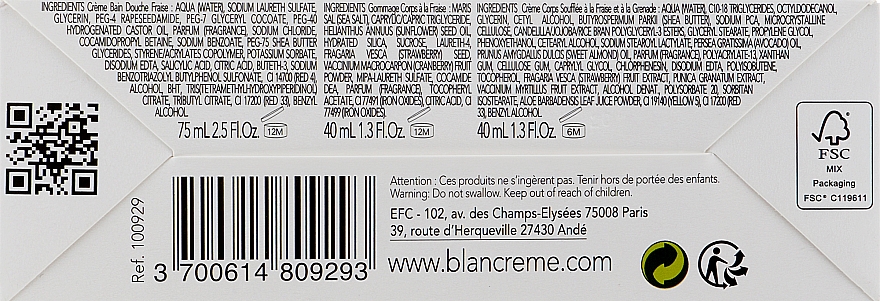 INGREDIENTS Crème Bain Douche Fraise : AQUA (WATER), SODIUM LAURETH SULFATE,
GLYCERIN, PEG-4 RAPESEEDAMIDE, PEG-7 GLYCERYL COCOATE, PEG-40
HYDROGENATED CASTOR OIL, PARFUM (FRAGRANCE), SODIUM CHLORIDE,
COCAMIDOPROPYL BETAINE, SODIUM BENZOATE, PEG-75 SHEA BUTTER
GLYCERIDES, STYRENE/ACRYLATES COPOLYMER, POTASSIUM SORBATE,
DISODIUM EDTA, SALICYLIC ACID, CITRIC ACID, BUTETH-3, SODIUM
BENZOTRIAZOLYL BUTYLPHENOL SULFONATE, CI 14700 (RED 4),
ALCOHOL, BHT, TRIS(TETRAMETHYLHYDROXYPIPERIDINOL)
CITRATE, TRIBUTYL CITRATE, CI 17200 (RED 33), BENZYL
ALCOHOL.
75 mL 2.5 Fl.Oz. 12M
INGREDIENTS Gommage Corps à la Fraise : MARIS
SAL (SEA SALT), CAPRYLIC/CAPRIC TRIGLYCERIDE,
HELIANTHUS ANNUUS (SUNFLOWER) SEED OIL,
HYDRATED SILICA, SUCROSE, LAURETH-4,
FRAGARIA VESCA (STRAWBERRY) SEED,
VACCINIUM MACROCARPON (CRANBERRY) FRUIT
POWDER, MIPA-LAURETH SULFATE, COCAMIDE
DEA, PARFUM (FRAGRANCE), TOCOPHERYL
ACETATE, CI 77491 (IRON OXIDES), CITRIC ACID, CI
77499 (IRON OXIDES).
40 mL 1.3 Fl.Oz. 12M
INGREDIENTS Crème Corps Soufflée à la Fraise et à la Grenade : AQUA (WATER), C10-18 TRIGLYCERIDES, OCTYLDODECANOL,
GLYCERIN, CETYL ALCOHOL, BUTYROSPERMUM PARKII (SHEA BUTTER), SODIUM PCA, MICROCRYSTALLINE
CELLULOSE, CANDELILLA/JOJOBA/RICE BRAN POLYGLYCERYL-3 ESTERS, GLYCERYL STEARATE, PROPYLENE GLYCOL,
PHENOXYETHANOL, CETEARYL ALCOHOL, SODIUM STEAROYL LACTYLATE, PERSEA GRATISSIMA (AVOCADO) OIL,
PRUNUS AMYGDALUS DULCIS (SWEET ALMOND) OIL, PARFUM (FRAGRANCE), POLYACRYLATE-13, XANTHAN
GUM, CELLULOSE GUM, CAPRYLYL GLYCOL, CHLORPHENESIN, DISODIUM EDTA, POLYISOBUTENE,
TOCOPHEROL, FRAGARIA VESCA (STRAWBERRY) FRUIT EXTRACT, PUNICA GRANATUM EXTRACT,
VACCINIUM MYRTILLUS FRUIT EXTRACT, ALCOHOL DENAT., POLYSORBATE 20, SORBITAN
ISOSTEARATE, ALOE BARBADENSIS LEAF JUICE POWDER, CI 19140 (YELLOW 5), CI 17200 (RED
33), BENZYL ALCOHOL.
40 mL 1.3 Fl.Oz. 6M
FSC
MIX
Packaging
FSC® C119611
Ref. 100929
3 700614 809293
Attention : Ces produits ne s'ingèrent pas. Tenir hors de portée des enfants.
Warning: Do not swallow. Keep out of reach of children.
EFC - 102, av. des Champs-Elysées 75008 Paris
39, route d'Herqueville 27430 Andé
www.blancreme.com